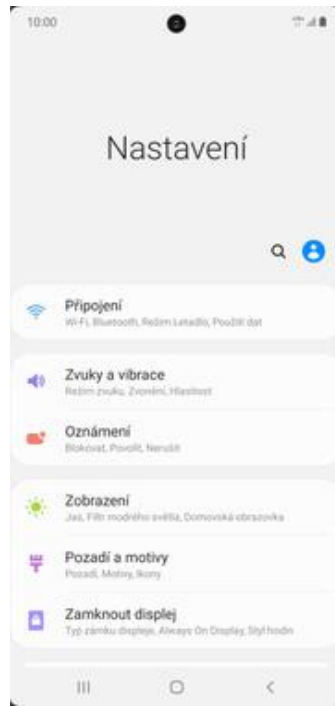 10:00
Nastavení
Připojení
Wi-Fi, Bluetooth, Režim Letadlo, Použití dat
Zvuky a vibrace
Režim zvuku, Zvonění, Hlasitost
Oznámení
Blokovat, Povolit, Nerušit
Zobrazení
Jas, Filtr modrého světla, Domovská obrazovka
Pozadí a motivy
Pozadí, Motivy, Ikony
Zamknout displej
Typ zámku displeje, Always On Display, Styl hodin